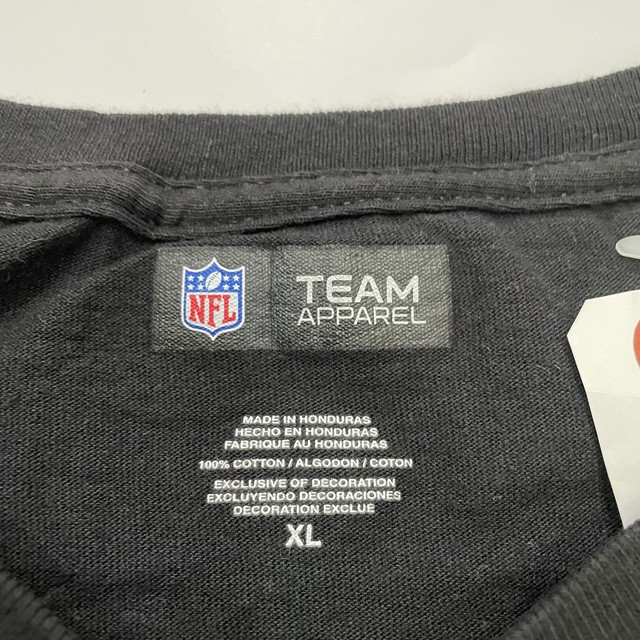 NFL
TEAM
APPAREL
MADE IN HONDURAS
HECHO EN HONDURAS
FABRIQUE AU HONDURAS
100% COTTON / ALGODON / COTON
EXCLUSIVE OF DECORATION
EXCLUYENDO DECORACIONES
DECORATION EXCLUE
XL